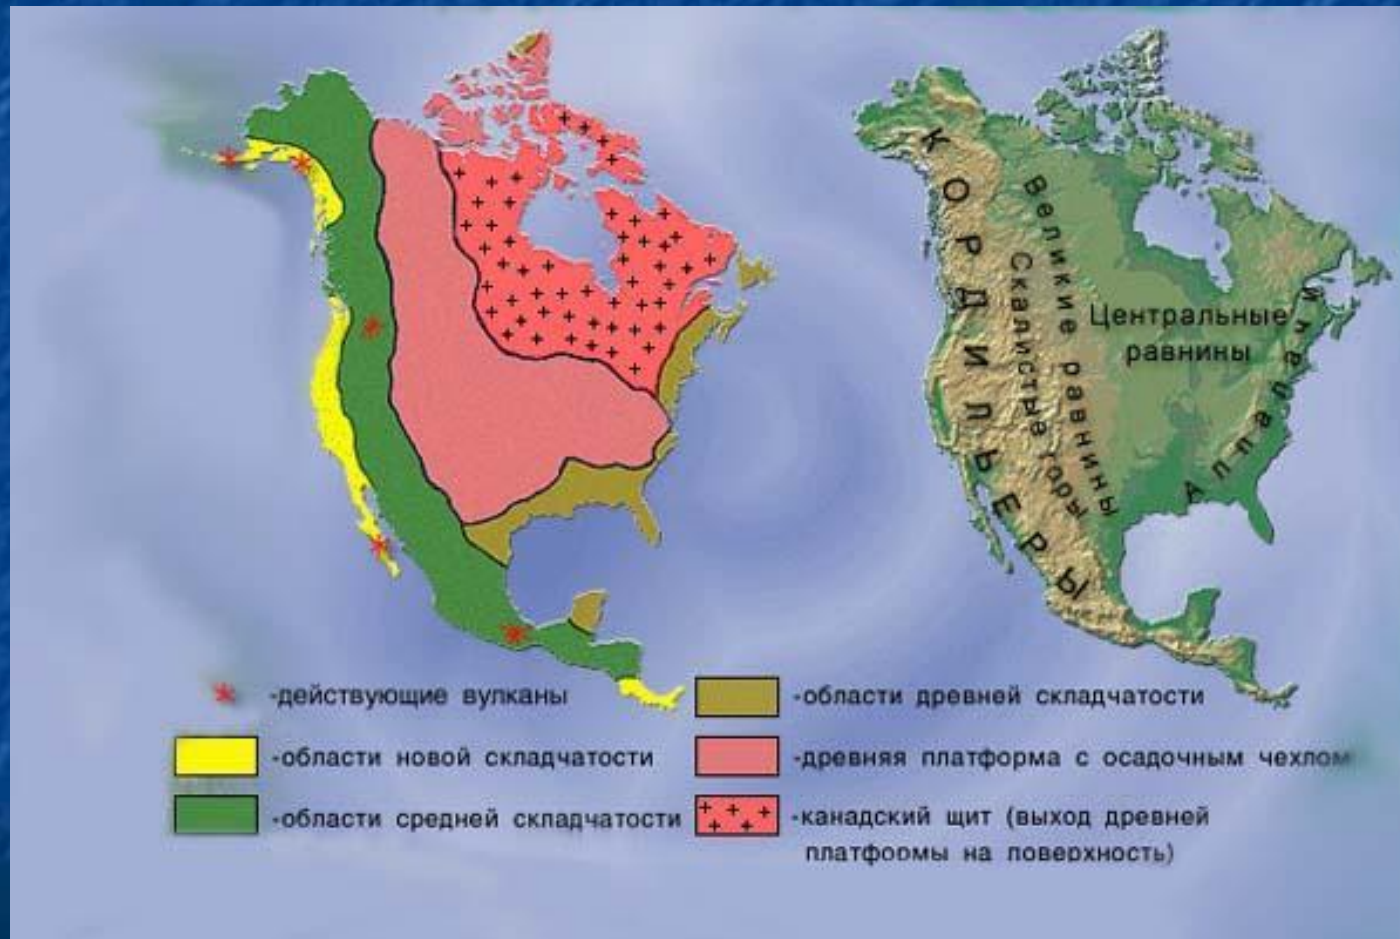 КОРДИЛЬЕРЫ
Скалистые горы
Великие равнины
Центральные
равнины
Аппалачи
-действующие вулканы
-области новой складчатости
-области средней складчатости
-области древней складчатости
-древняя платформа с осадочным чехлом
-канадский щит (выход древней
платформы на поверхность)